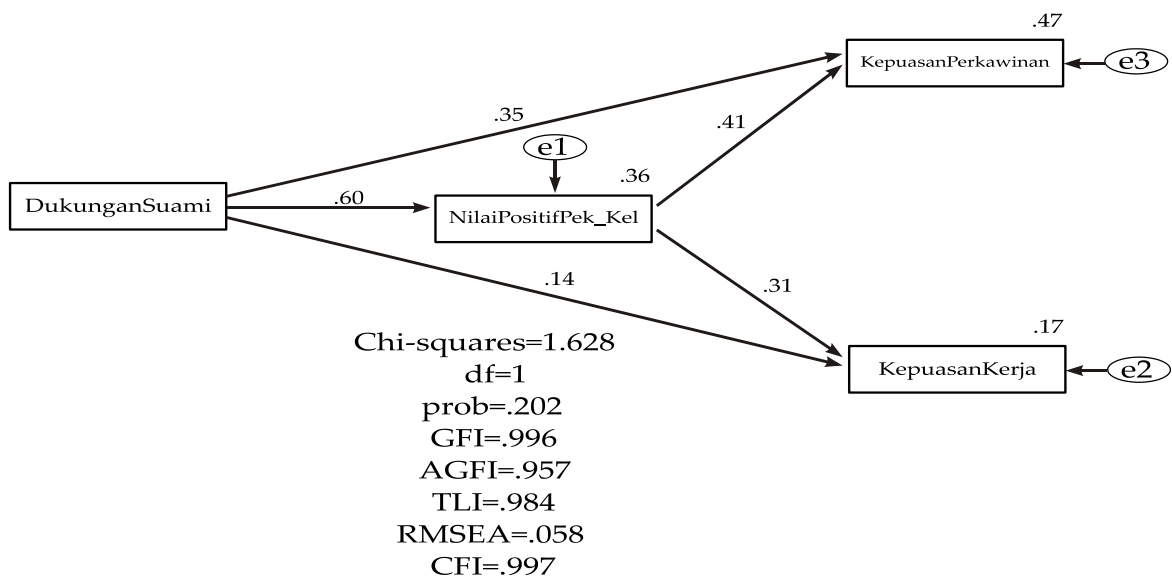 .47
KepuasanPerkawinan
e3
.35
.41
e1
.36
DukunganSuami
.60
NilaiPositifPek_Kel
.14
.31
.17
KepuasanKerja
e2
Chi-squares=1.628
df=1
prob=.202
GFI=.996
AGFI=.957
TLI=.984
RMSEA=.058
CFI=.997